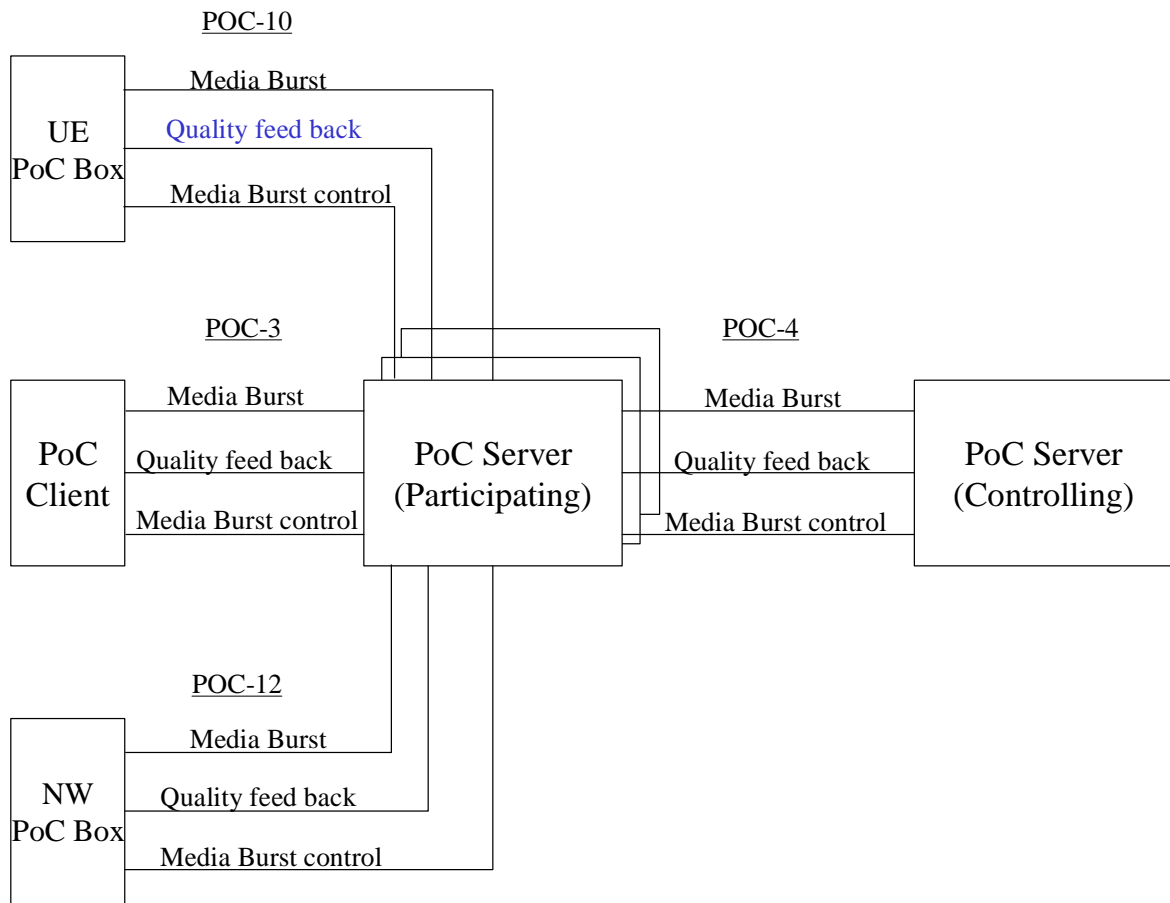 POC-10
UE
PoC Box
Media Burst
Quality feed back
Media Burst control
POC-3
POC-4
PoC
Client
Media Burst
Quality feed back
Media Burst control
PoC Server
(Participating)
Media Burst
Quality feed back
Media Burst control
PoC Server
(Controlling)
POC-12
NW
PoC Box
Media Burst
Quality feed back
Media Burst control